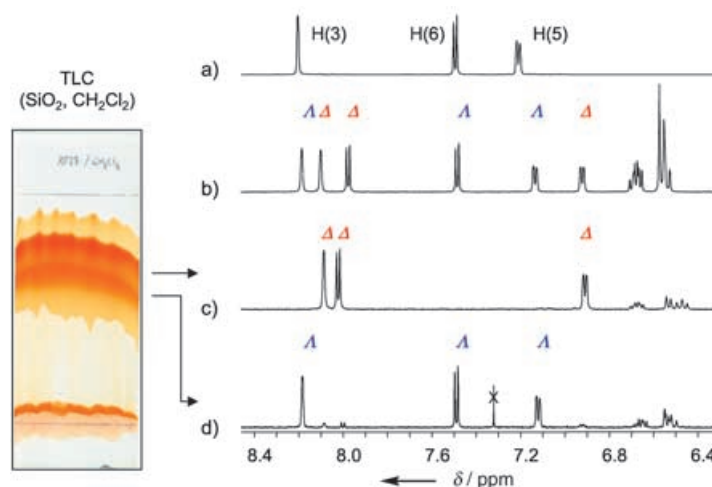 TLC
(SiO2, CH2Cl2)
H(3) H(6) H(5)
a)
Λ Δ Δ Λ Λ Δ
b)
Δ Δ Δ
c)
Λ Λ Λ
d)
8.4 8.0 7.6 7.2 6.8 6.4
δ / ppm